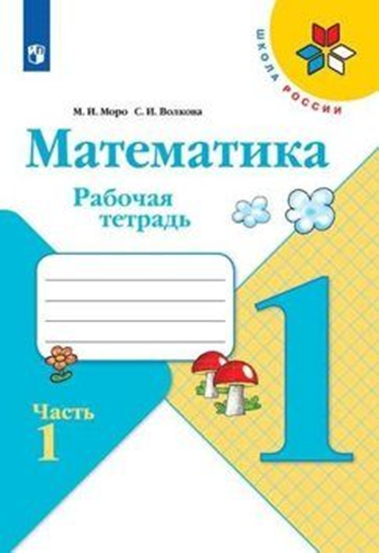 ШКОЛА РОССИИ
М. И. Моро С. И. Волкова
Математика
Рабочая
тетрадь
1
Часть
1